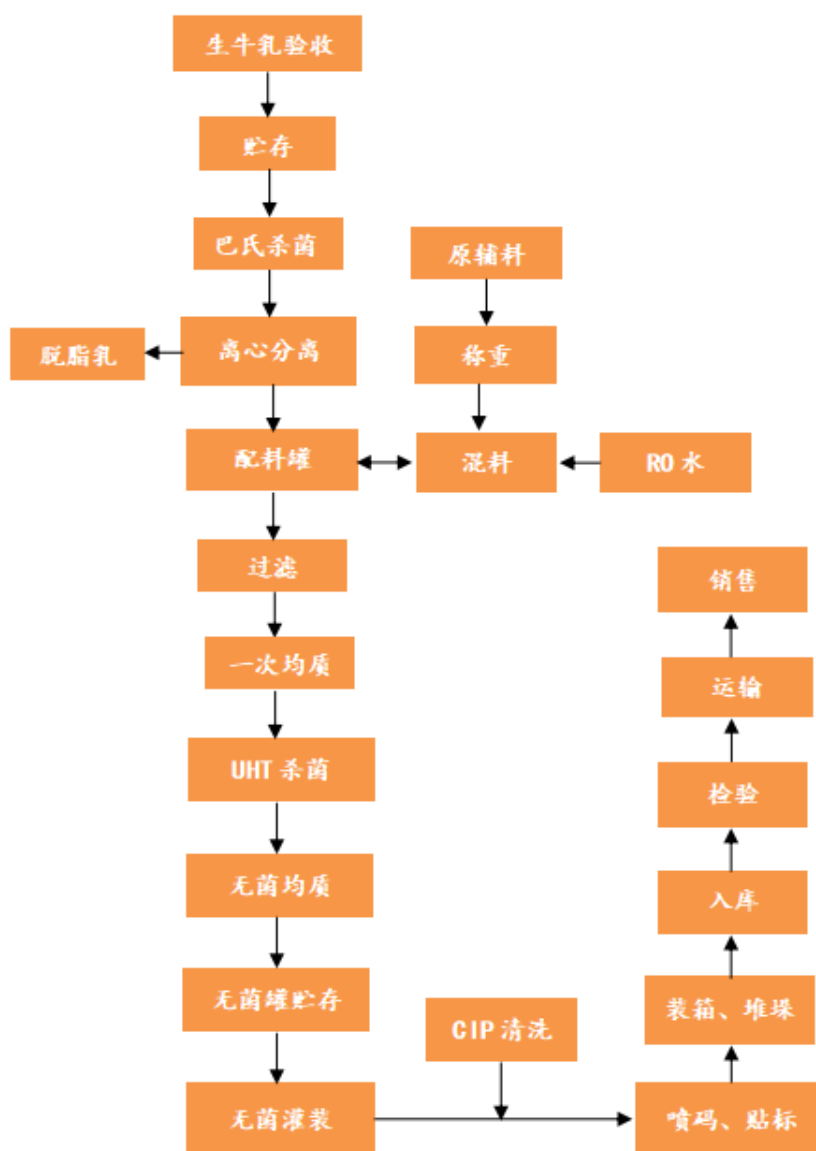 生牛乳验收
贮存
巴氏杀菌
原辅料
脱脂乳
离心分离
称重
配料罐
混料
RO 水
过滤
销售
一次均质
运输
UHT 杀菌
检验
无菌均质
入库
无菌罐贮存
CIP 清洗
装箱、堆垛
无菌灌装
喷码、贴标